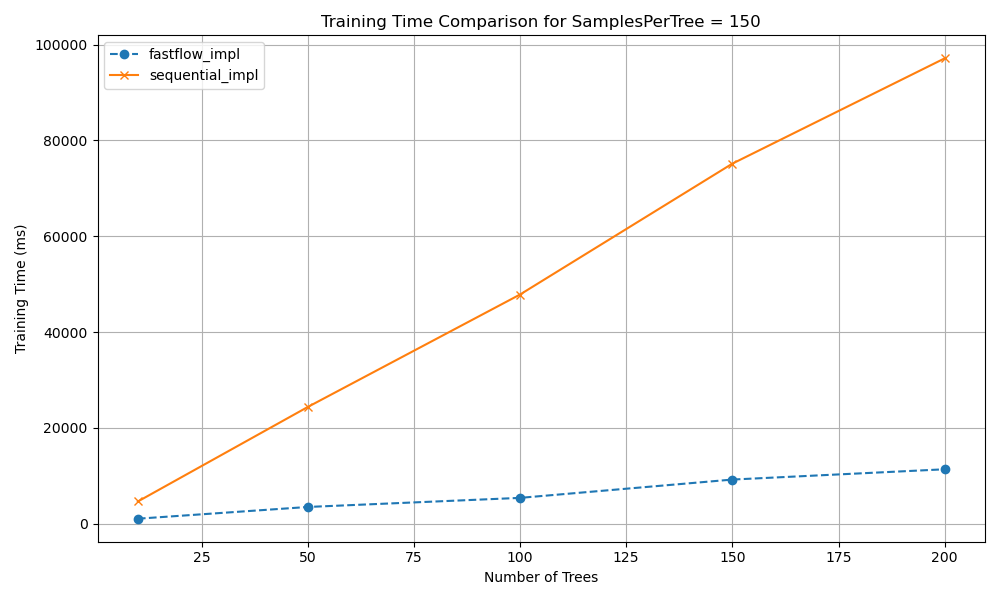 Training Time Comparison for SamplesPerTree = 150
fastflow_impl
sequential_impl
Training Time (ms)
100000
80000
60000
40000
20000
0
25
50
75
100
125
150
175
200
Number of Trees